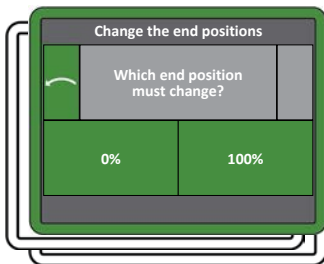 Change the end positions
Which end position
must change?
0%
100%